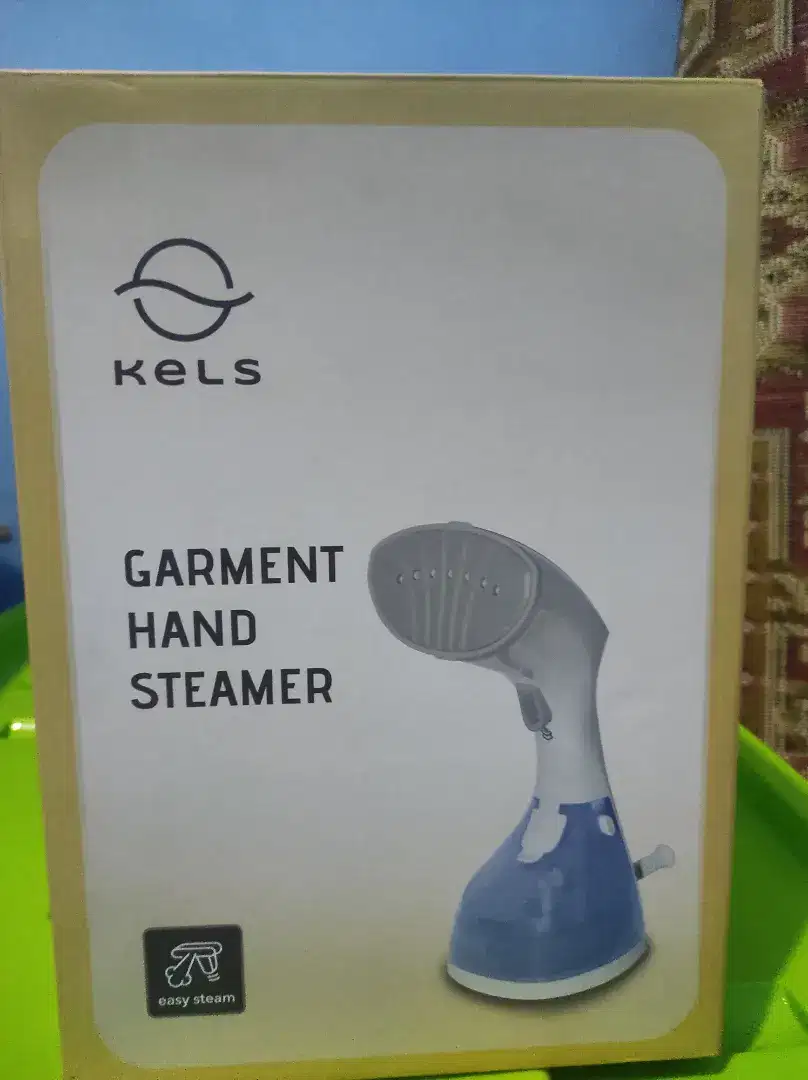 KeLS
GARMENT
HAND
STEAMER
easy steam